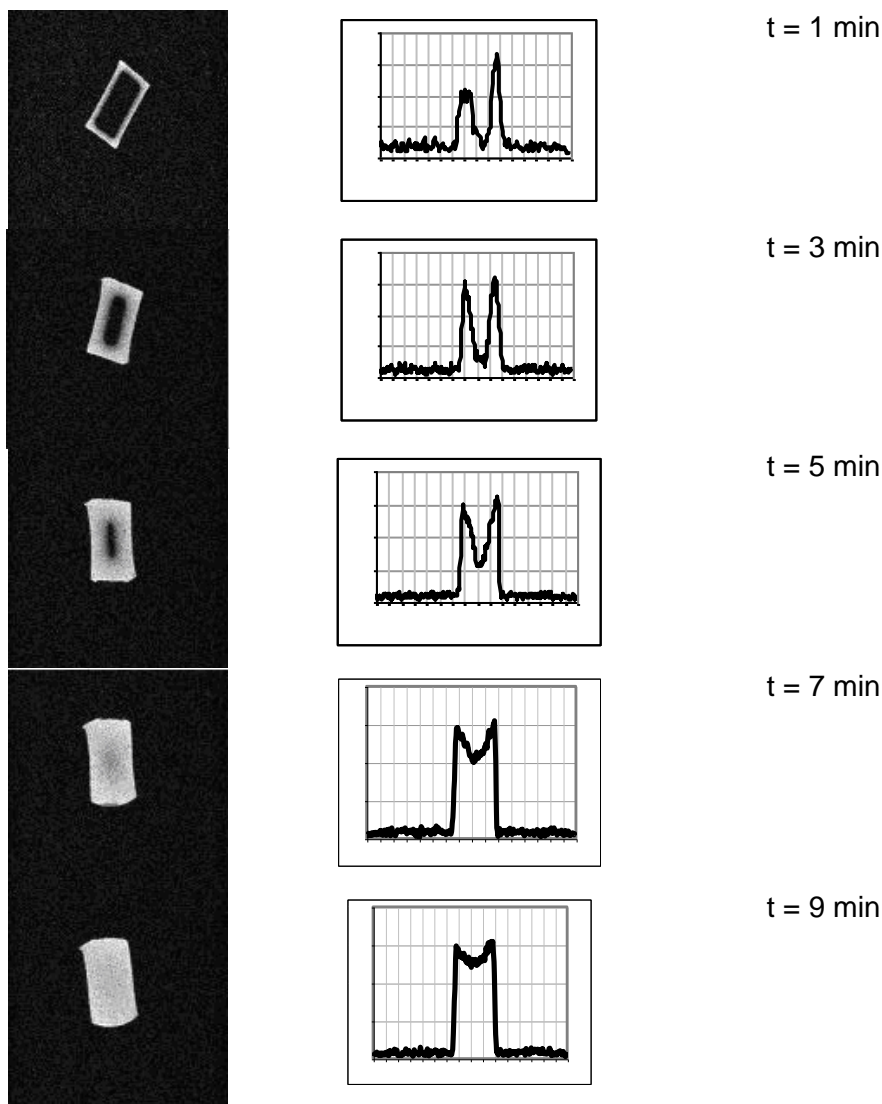 t = 1 min
t = 3 min
t = 5 min
t = 7 min
t = 9 min